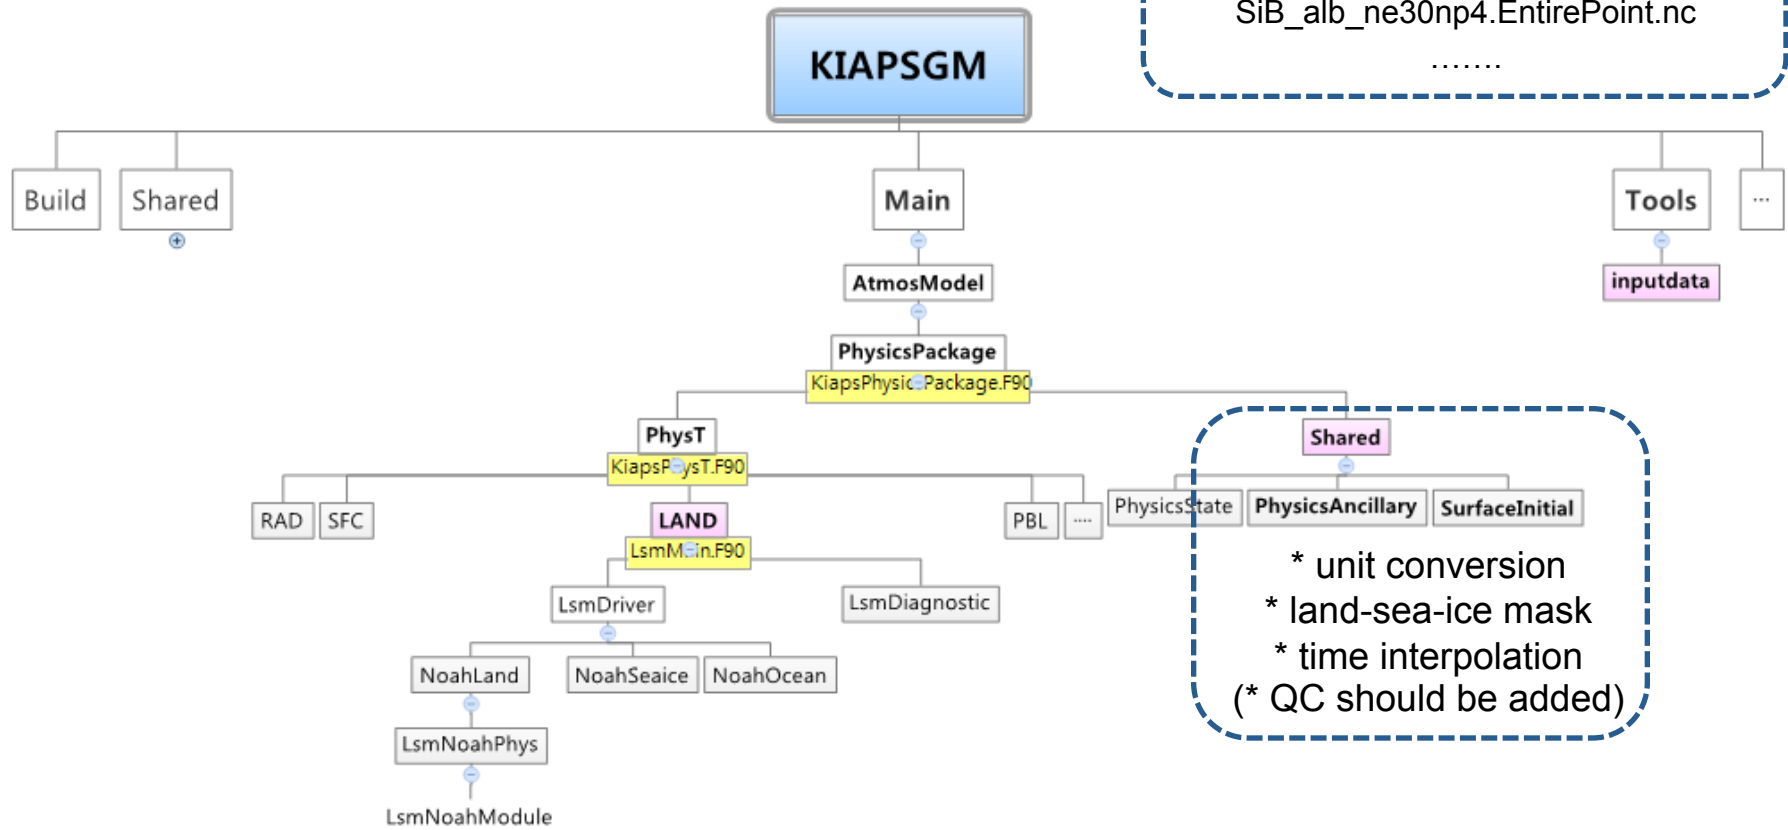 SiB_alb_ne30np4.EntirePoint.nc
.......
KIAPSGM
Build
Shared
Main
Tools
...
AtmosModel
inputdata
PhysicsPackage
KiapsPhysicsPackage.F90
PhysT
Shared
KiapsPhysT.F90
RAD
SFC
LAND
PBL
....
PhysicsState
PhysicsAncillary
SurfaceInitial
LsmMain.F90
* unit conversion
LsmDriver
LsmDiagnostic
* land-sea-ice mask
* time interpolation
NoahLand
NoahSeaice
NoahOcean
(* QC should be added)
LsmNoahPhys
LsmNoahModule